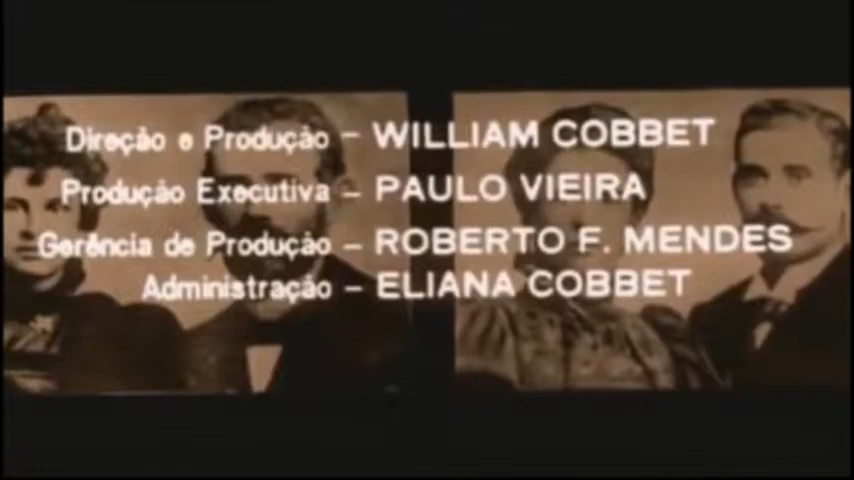 Direção e Produção – WILLIAM COBBET
Produção Executiva – PAULO VIEIRA
Gerência de Produção – ROBERTO F. MENDES
Administração – ELIANA COBBET